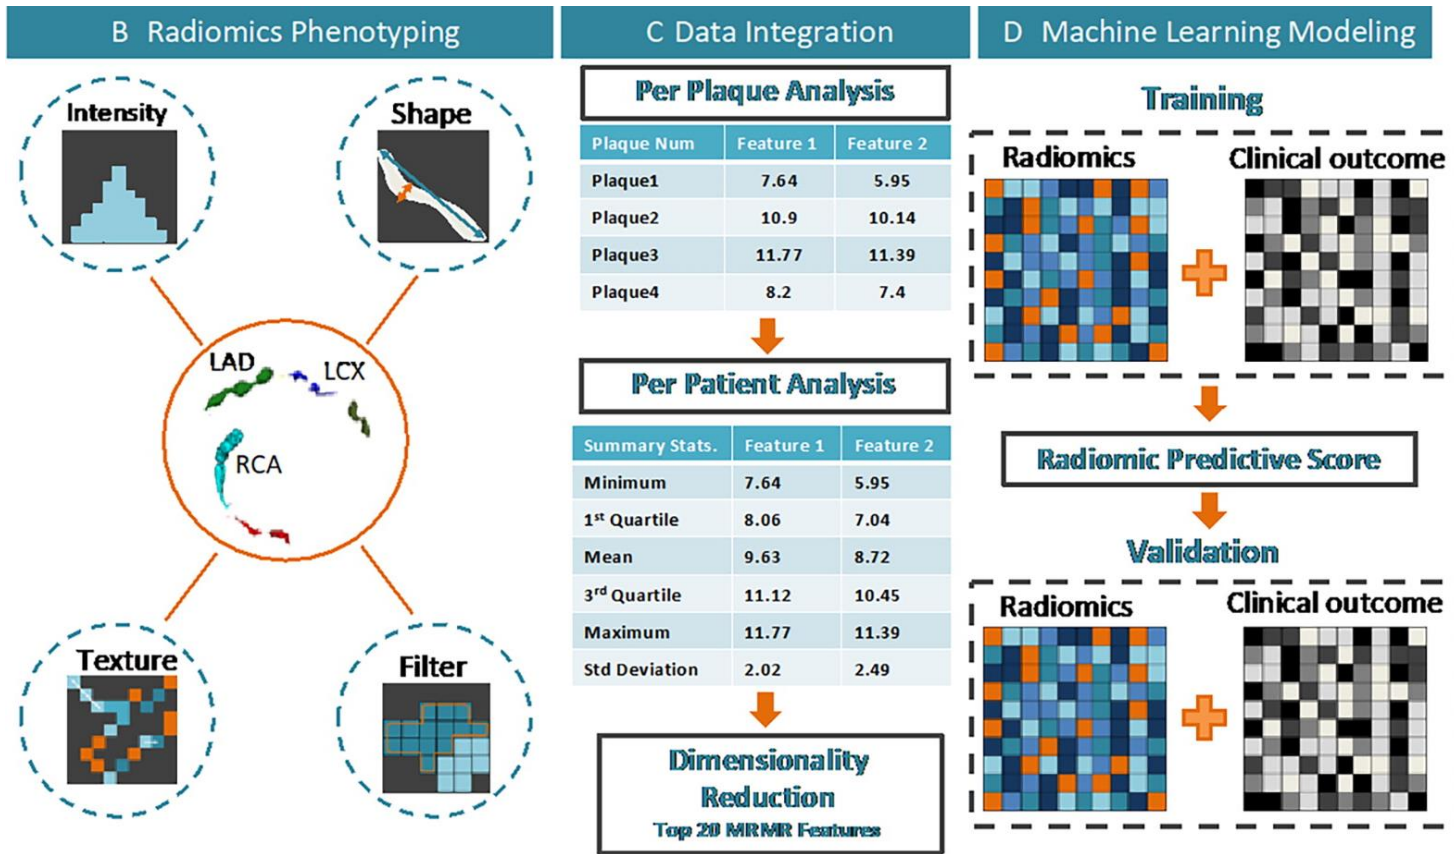 B Radiomics Phenotyping
Intensity
Shape
LAD
LCX
RCA
Texture
Filter
C Data Integration
Per Plaque Analysis
Plaque Num Feature 1 Feature 2
Plaque1 7.64 5.95
Plaque2 10.9 10.14
Plaque3 11.77 11.39
Plaque4 8.2 7.4
Per Patient Analysis
Summary Stats. Feature 1 Feature 2
Minimum 7.64 5.95
1st Quartile 8.06 7.04
Mean 9.63 8.72
3rd Quartile 11.12 10.45
Maximum 11.77 11.39
Std Deviation 2.02 2.49
Dimensionality
Reduction
Top 20 MRMR Features
D Machine Learning Modeling
Training
Radiomics Clinical outcome
Radiomic Predictive Score
Validation
Radiomics Clinical outcome